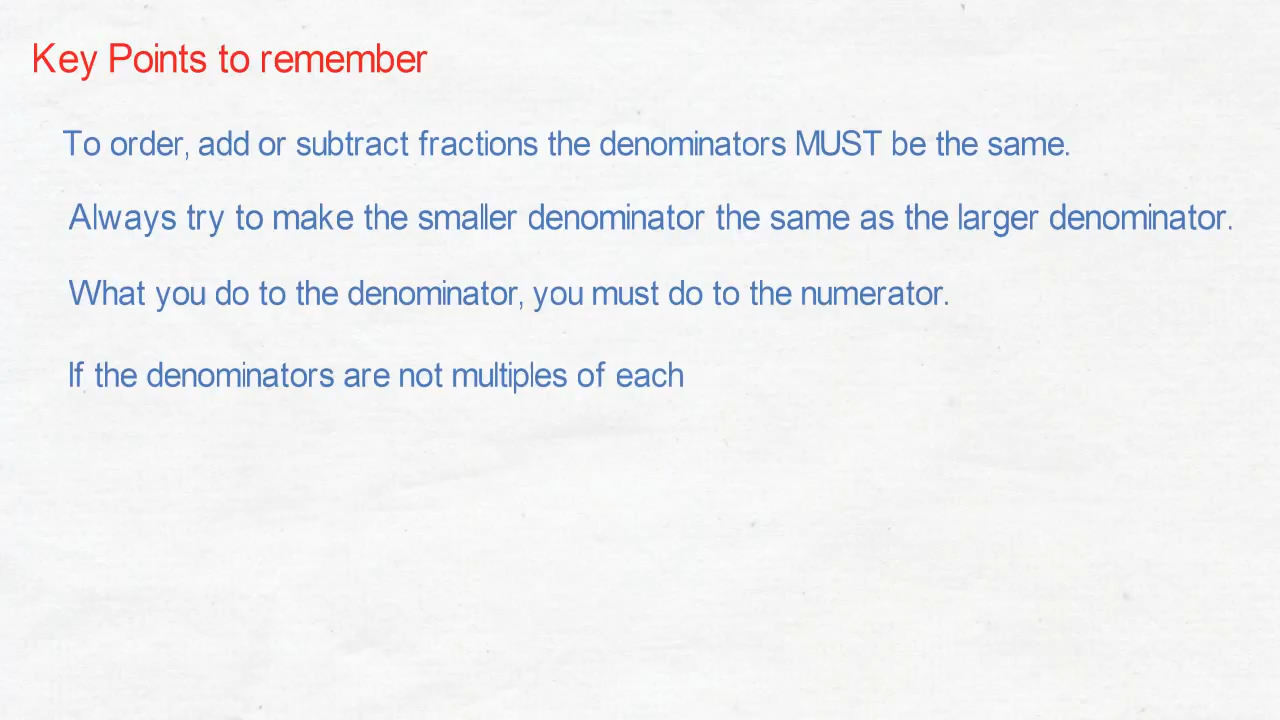 Key Points to remember
To order, add or subtract fractions the denominators MUST be the same.
Always try to make the smaller denominator the same as the larger denominator.
What you do to the denominator, you must do to the numerator.
If the denominators are not multiples of each